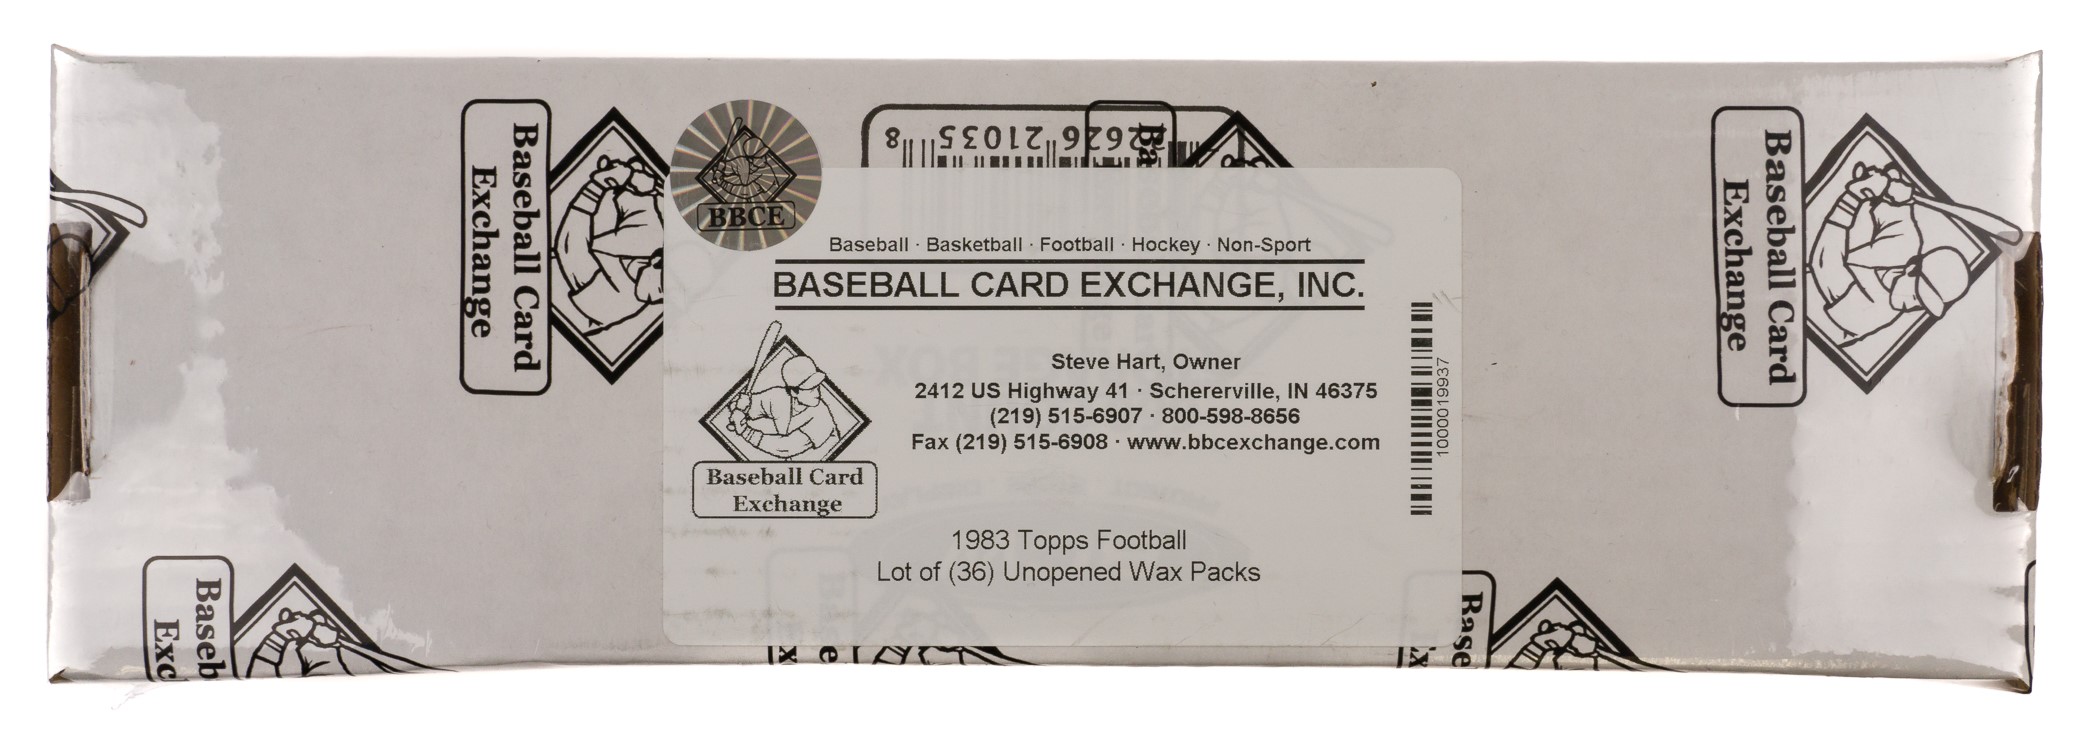 Baseball Card
Exchange
8 21035 2626
Ba
BBCE
Baseball · Basketball · Football · Hockey · Non-Sport
BASEBALL CARD EXCHANGE, INC.
Steve Hart, Owner
2412 US Highway 41 · Schererville, IN 46375
(219) 515-6907 · 800-598-8656
Fax (219) 515-6908 · www.bbcexchange.com
Baseball Card
Exchange
1000019937
1983 Topps Football
Lot of (36) Unopened Wax Packs
Baseball Card
Exchange
Baseb
Exc
x e
Base
x